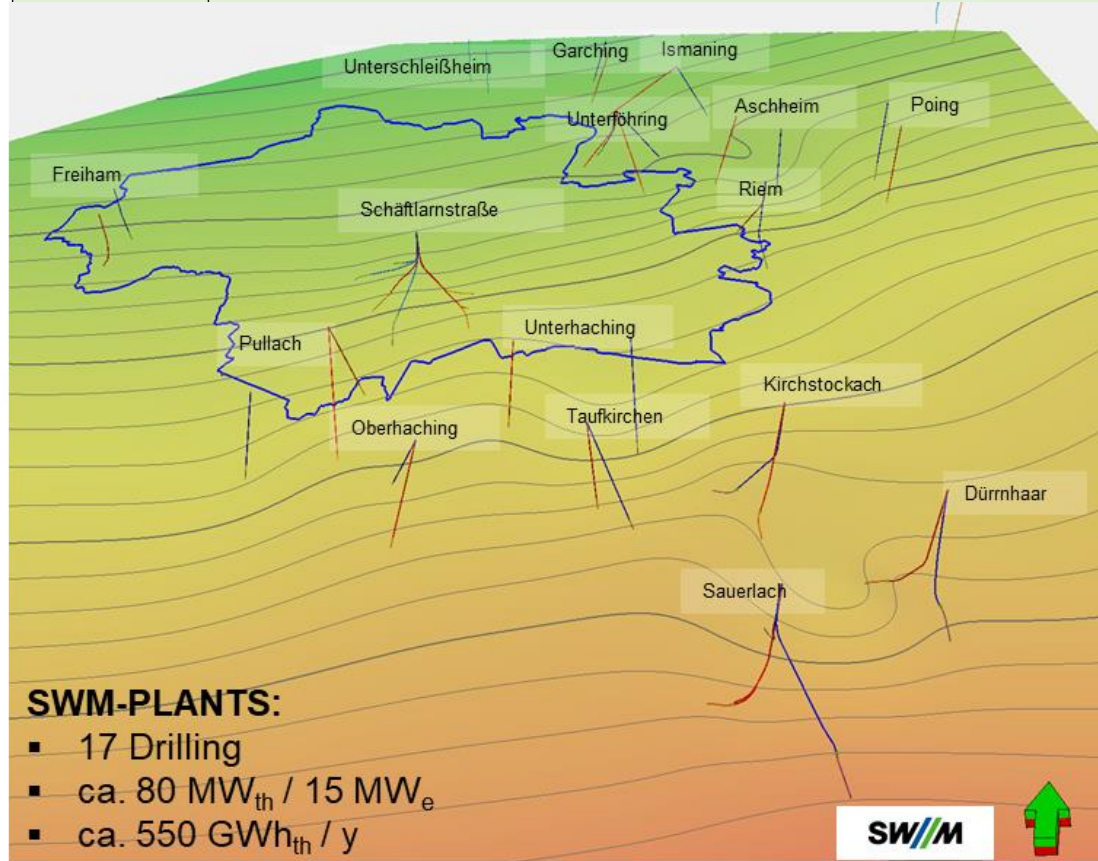 Garching
Ismaning
Unterschleißheim
Aschheim
Poing
Unterföhring
Freiham
Riem
Schäftlarnstraße
Unterhaching
Pullach
Kirchstockach
Taufkirchen
Oberhaching
Dürrnhaar
Sauerlach
SWM-PLANTS:
▪ 17 Drilling
▪ ca. 80 MWth / 15 MWe
▪ ca. 550 GWhth / y
SW//M